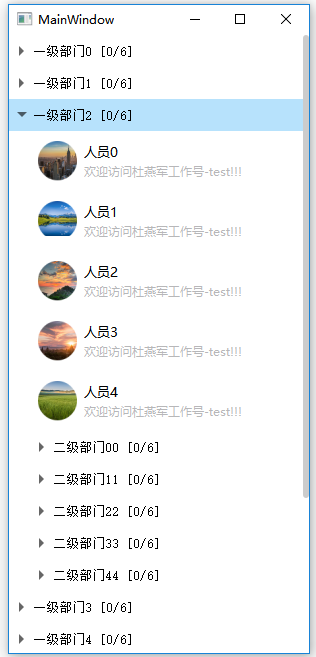 MainWindow
一级部门0 [0/6]
一级部门1 [0/6]
一级部门2 [0/6]
人员0
欢迎访问杜燕军工作号-test!!!
人员1
欢迎访问杜燕军工作号-test!!!
人员2
欢迎访问杜燕军工作号-test!!!
人员3
欢迎访问杜燕军工作号-test!!!
人员4
欢迎访问杜燕军工作号-test!!!
二级部门00 [0/6]
二级部门11 [0/6]
二级部门22 [0/6]
二级部门33 [0/6]
二级部门44 [0/6]
一级部门3 [0/6]
一级部门4 [0/6]